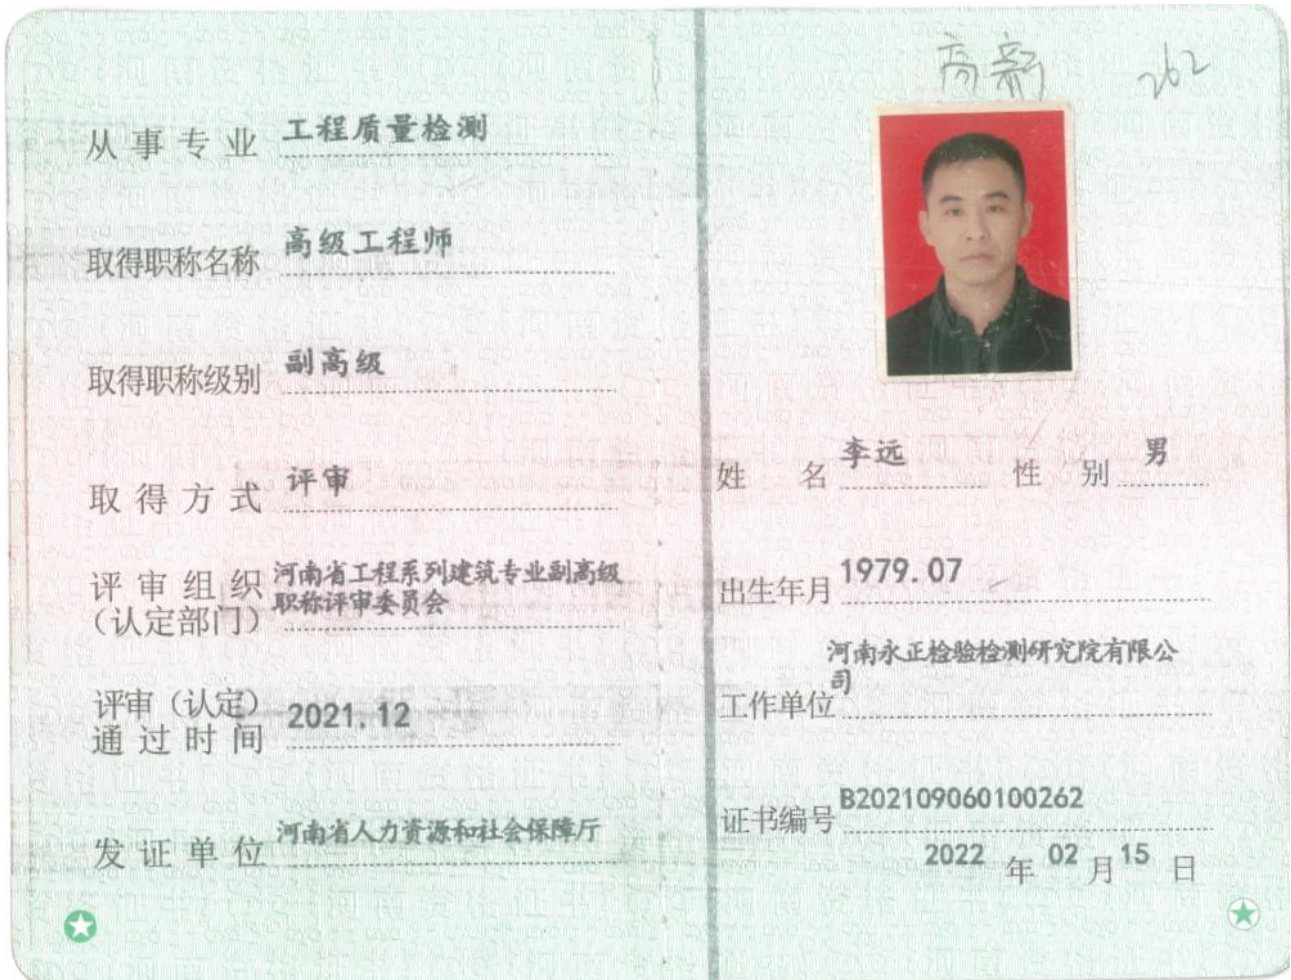 从事专业 工程质量检测
取得职称名称 高级工程师
取得职称级别 副高级
取得方式 评审
评审组织 河南省工程系列建筑专业副高级
(认定部门) 职称评审委员会
评审(认定)
通过时间 2021.12
发证单位 河南省人力资源和社会保障厅
高新 262
姓名 李远 性别 男
出生年月 1979.07
河南永正检验检测研究院有限公
司
工作单位
证书编号 B202109060100262
2022 年 02 月 15 日